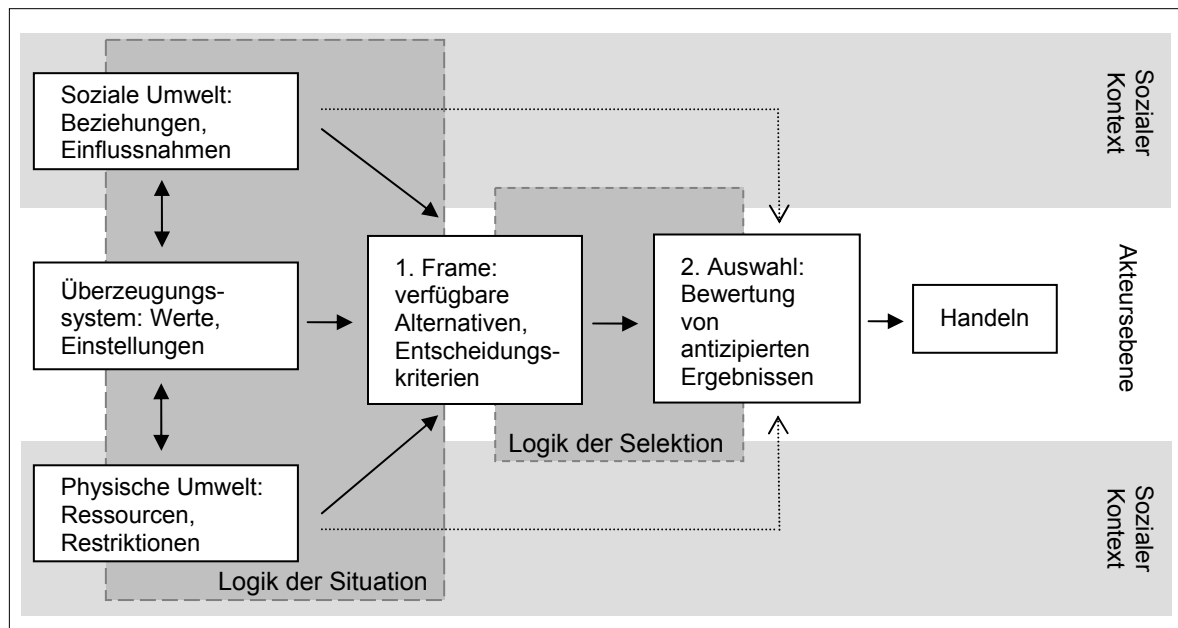 Soziale Umwelt:
Beziehungen,
Einflussnahmen
Sozialer
Kontext
Überzeugungs-
system: Werte,
Einstellungen
1. Frame:
verfügbare
Alternativen,
Entscheidungs-
kriterien
2. Auswahl:
Bewertung
von
antizipierten
Ergebnissen
Handeln
Akteursebene
Logik der Selektion
Physische Umwelt:
Ressourcen,
Restriktionen
Logik der Situation
Sozialer
Kontext